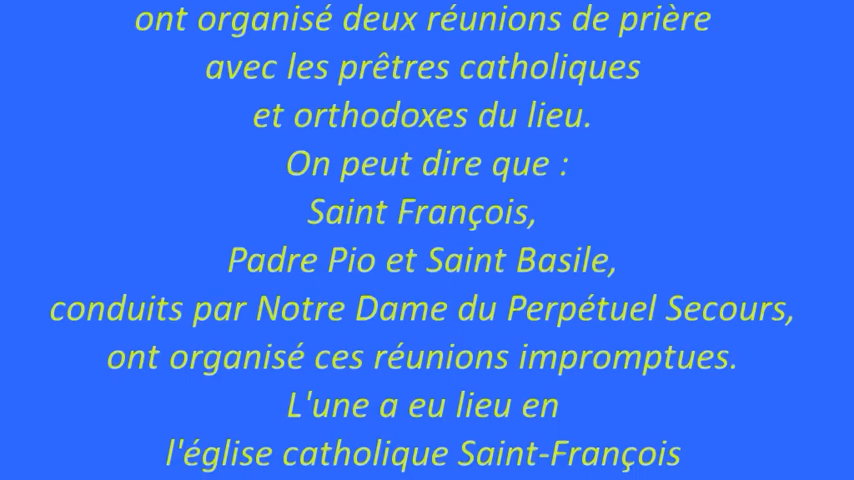 ont organisé deux réunions de prière
avec les prêtres catholiques
et orthodoxes du lieu.
On peut dire que :
Saint François,
Padre Pio et Saint Basile,
conduits par Notre Dame du Perpétuel Secours,
ont organisé ces réunions impromptues.
L'une a eu lieu en
l'église catholique Saint-François